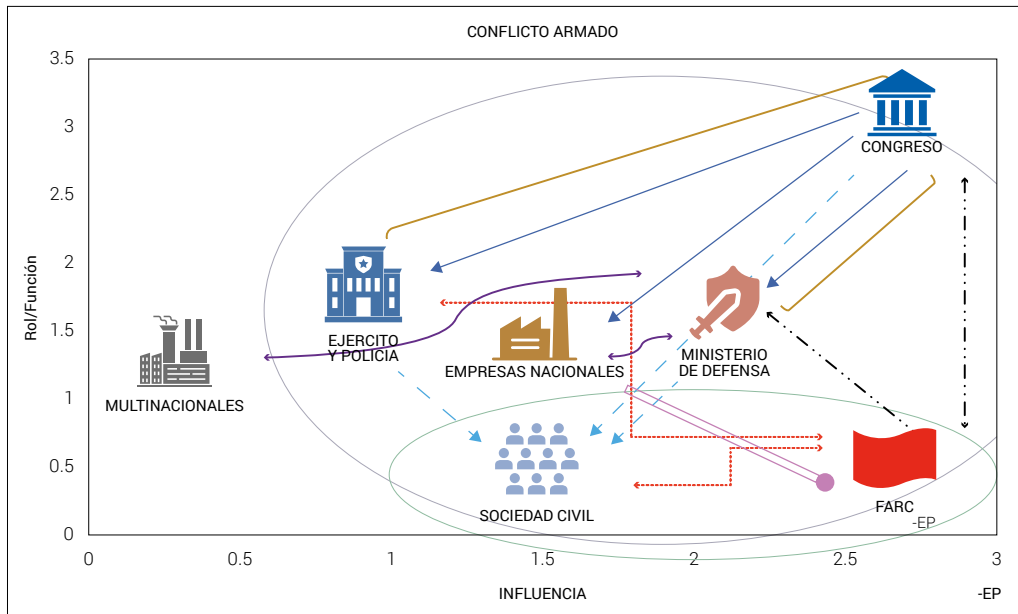 CONFLICTO ARMADO
3.5
3
2.5
2
1.5
1
0.5
0
Rol/Función
CONGRESO
EJERCITO
Y POLICIA
EMPRESAS NACIONALES
MINISTERIO
DE DEFENSA
MULTINACIONALES
SOCIEDAD CIVIL
FARC
-EP
0
0.5
1
1.5
2
2.5
3
INFLUENCIA
-EP